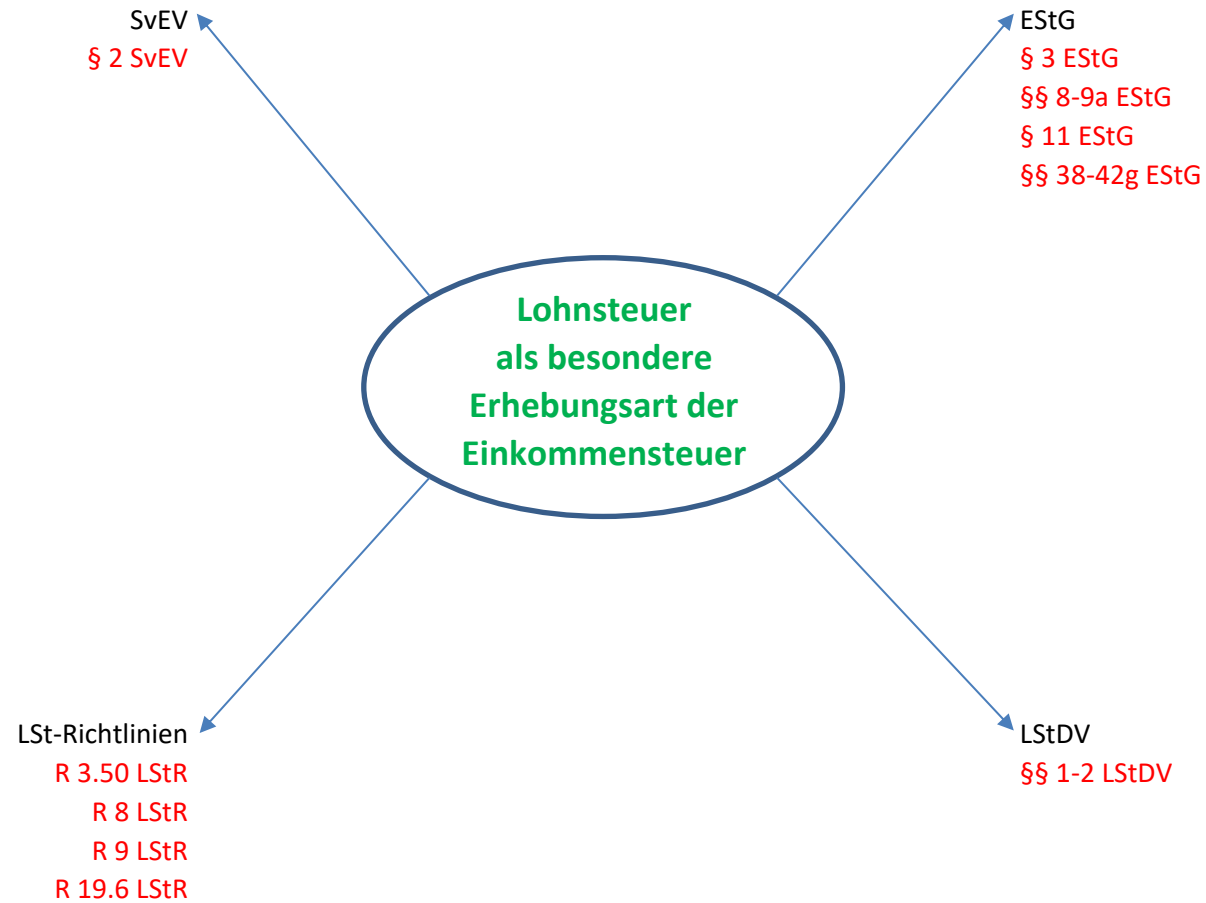 SvEV
§ 2 SvEV
EStG
§ 3 EStG
§§ 8-9a EStG
§ 11 EStG
§§ 38-42g EStG
Lohnsteuer
als besondere
Erhebungsart der
Einkommensteuer
LSt-Richtlinien
R 3.50 LStR
R 8 LStR
R 9 LStR
R 19.6 LStR
LStDV
§§ 1-2 LStDV